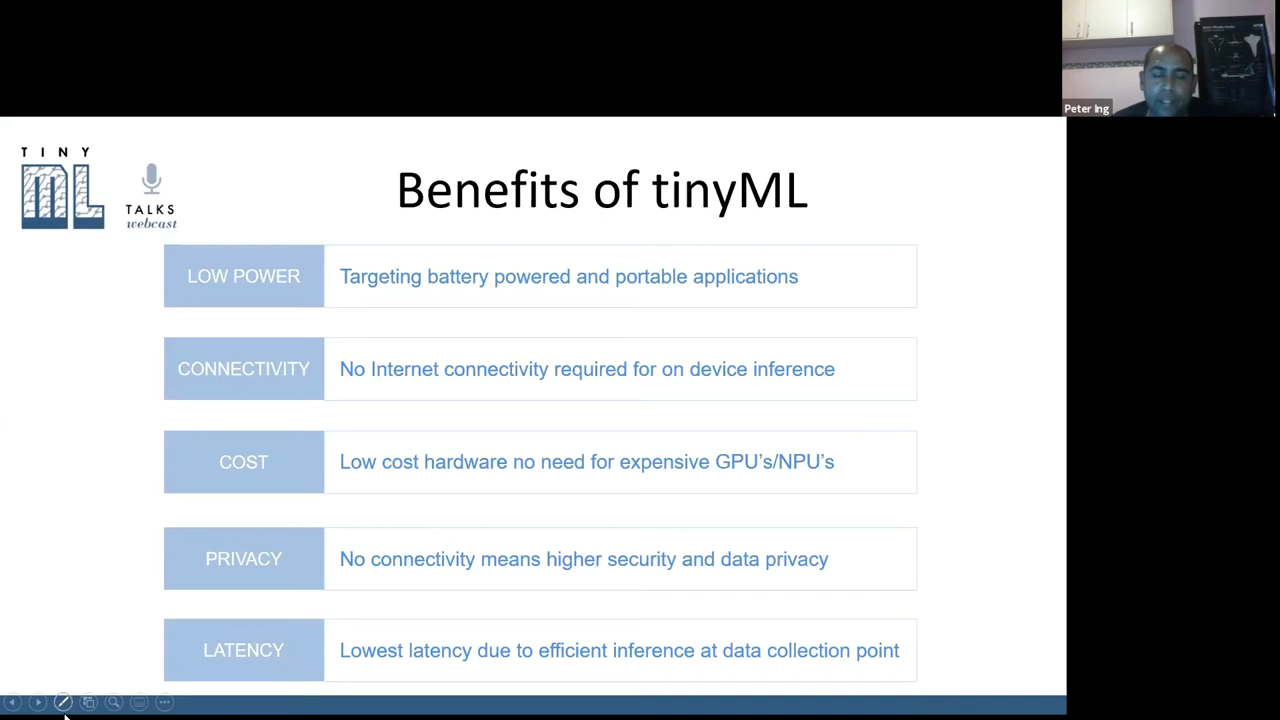 Peter Ing
TINY
ML
TALKS
webcast
Benefits of tinyML
LOW POWER
Targeting battery powered and portable applications
CONNECTIVITY
No Internet connectivity required for on device inference
COST
Low cost hardware no need for expensive GPU's/NPU's
PRIVACY
No connectivity means higher security and data privacy
LATENCY
Lowest latency due to efficient inference at data collection point